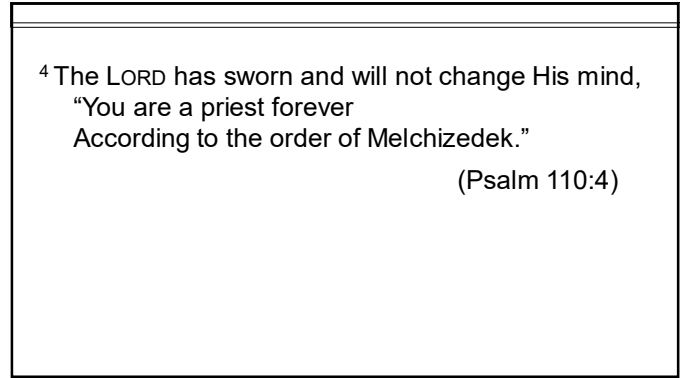 4 The LORD has sworn and will not change His mind,
“You are a priest forever
According to the order of Melchizedek.”
(Psalm 110:4)